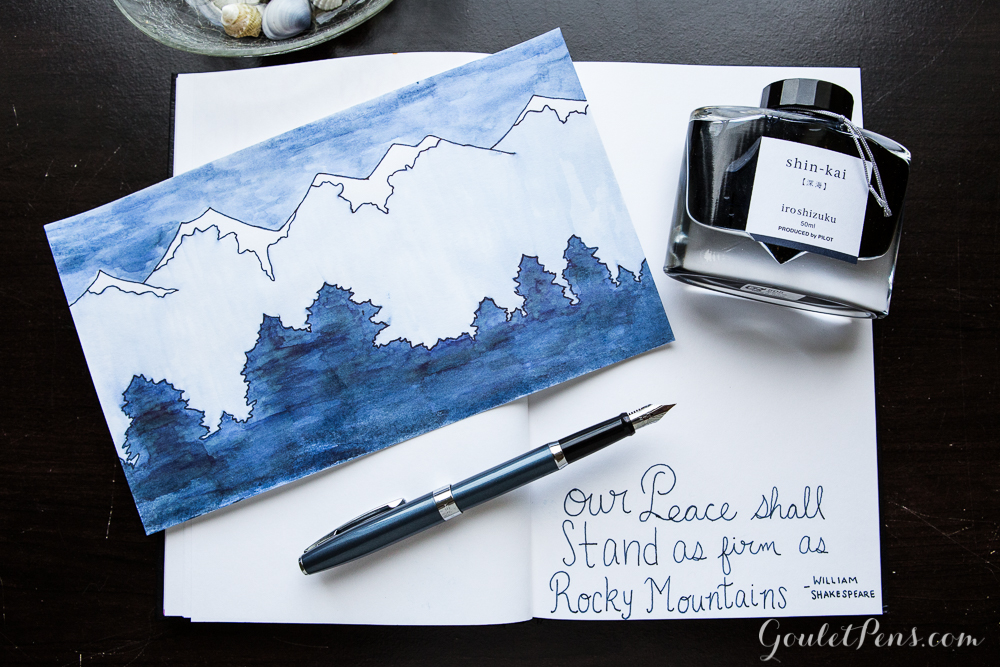 shin-kai
【深海】
iroshizuku
50ml
PRODUCED by PILOT
our Peace shall
Stand as firm as
Rocky Mountains
-WILLIAM
SHAKESPEARE
GouletPens.com